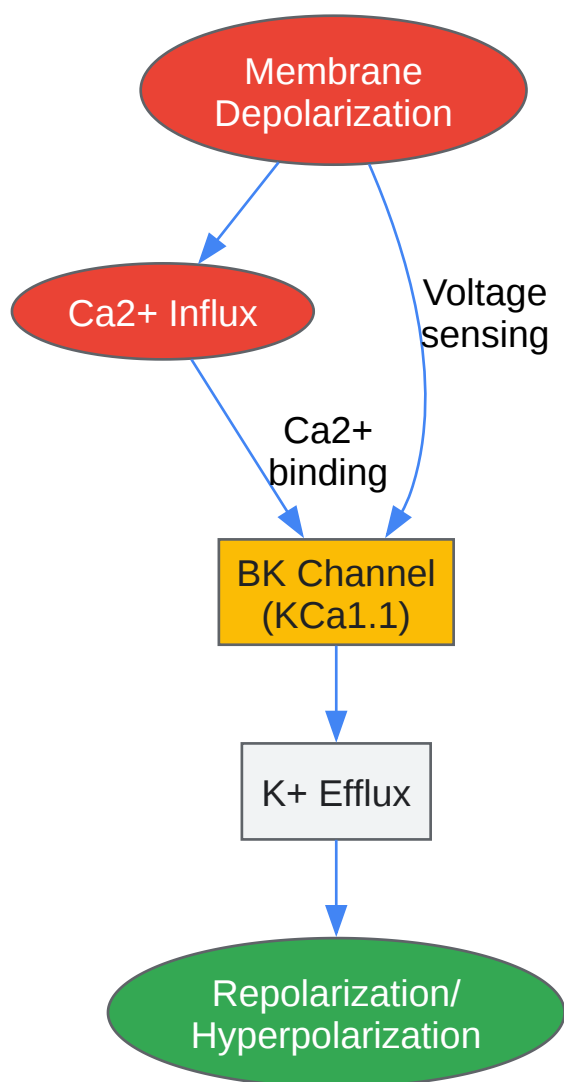 Membrane
Depolarization
Ca2+ Influx
Voltage
sensing
Ca2+
binding
BK Channel
(KCa1.1)
K+ Efflux
Repolarization/
Hyperpolarization